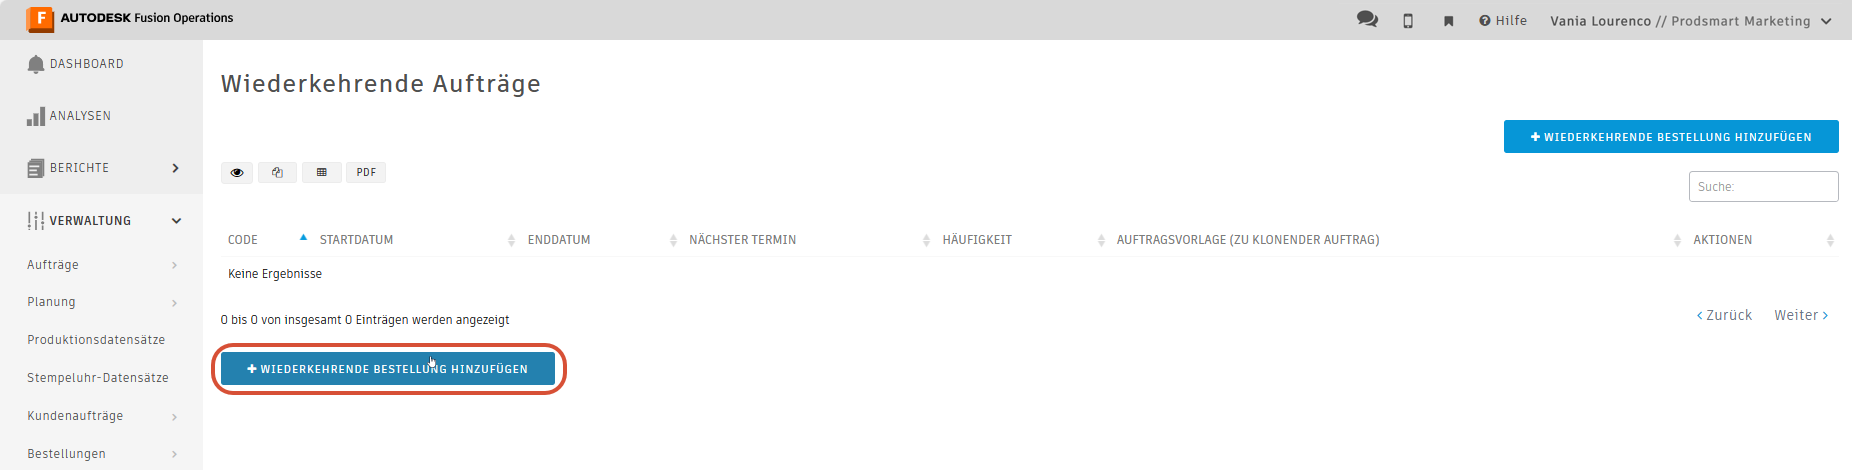 AUTODESK Fusion Operations
Hilfe
Vania Lourenco // Prodsmart Marketing
DASHBOARD
ANALYSEN
BERICHTE
VERWALTUNG
Aufträge
Planung
Produktionsdatensätze
Stempeluhr-Datensätze
Kundenaufträge
Bestellungen
Wiederkehrende Aufträge
+ WIEDERKEHRENDE BESTELLUNG HINZUFÜGEN
PDF
Suche:
CODE STARTDATUM ENDDATUM NÄCHSTER TERMIN HÄUFIGKEIT AUFTRAGSVORLAGE (ZU KLONENDER AUFTRAG) AKTIONEN
Keine Ergebnisse
0 bis 0 von insgesamt 0 Einträgen werden angezeigt
< Zurück Weiter >
+ WIEDERKEHRENDE BESTELLUNG HINZUFÜGEN